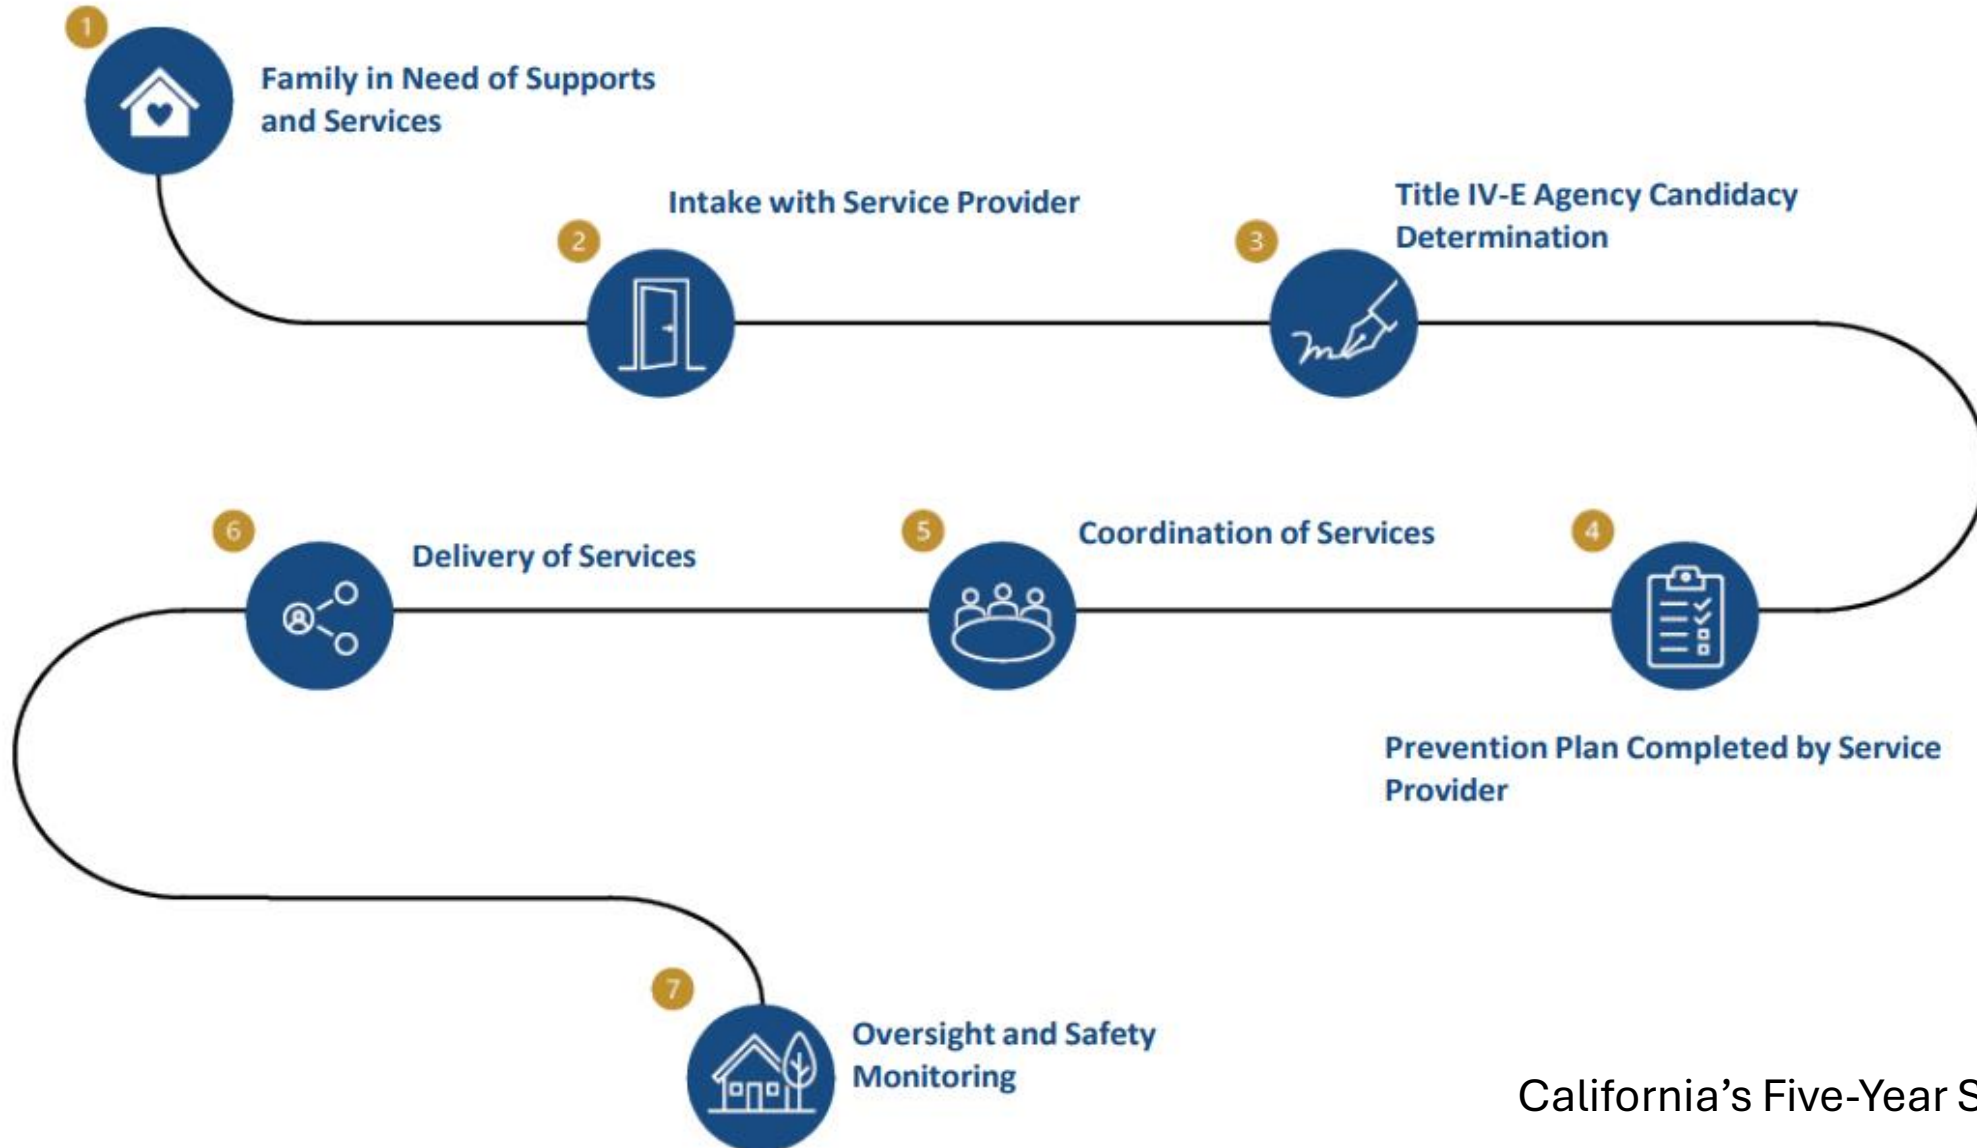 1
Family in Need of Supports
and Services
2
Intake with Service Provider
3
Title IV-E Agency Candidacy
Determination
6
Delivery of Services
5
Coordination of Services
4
Prevention Plan Completed by Service
Provider
7
Oversight and Safety
Monitoring
California's Five-Year S